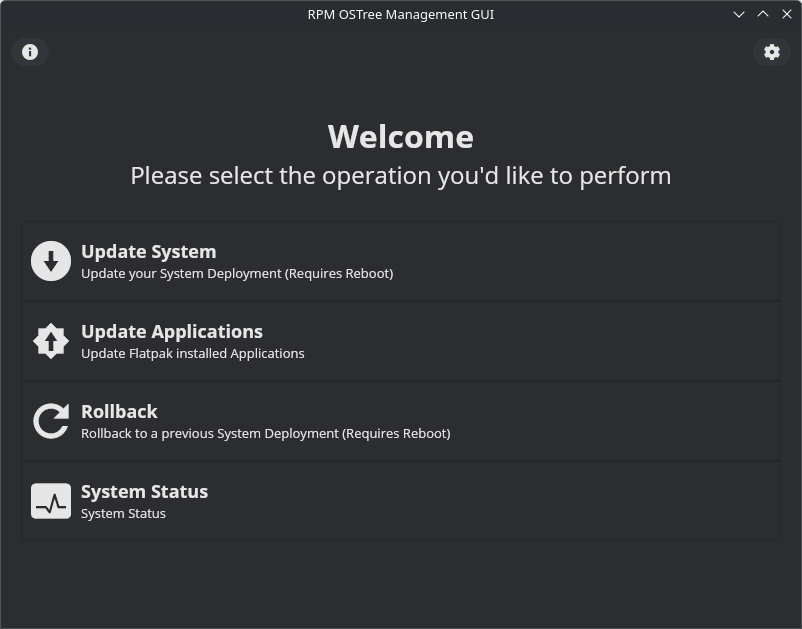 RPM OSTree Management GUI
Welcome
Please select the operation you'd like to perform
Update System
Update your System Deployment (Requires Reboot)
Update Applications
Update Flatpak installed Applications
Rollback
Rollback to a previous System Deployment (Requires Reboot)
System Status
System Status